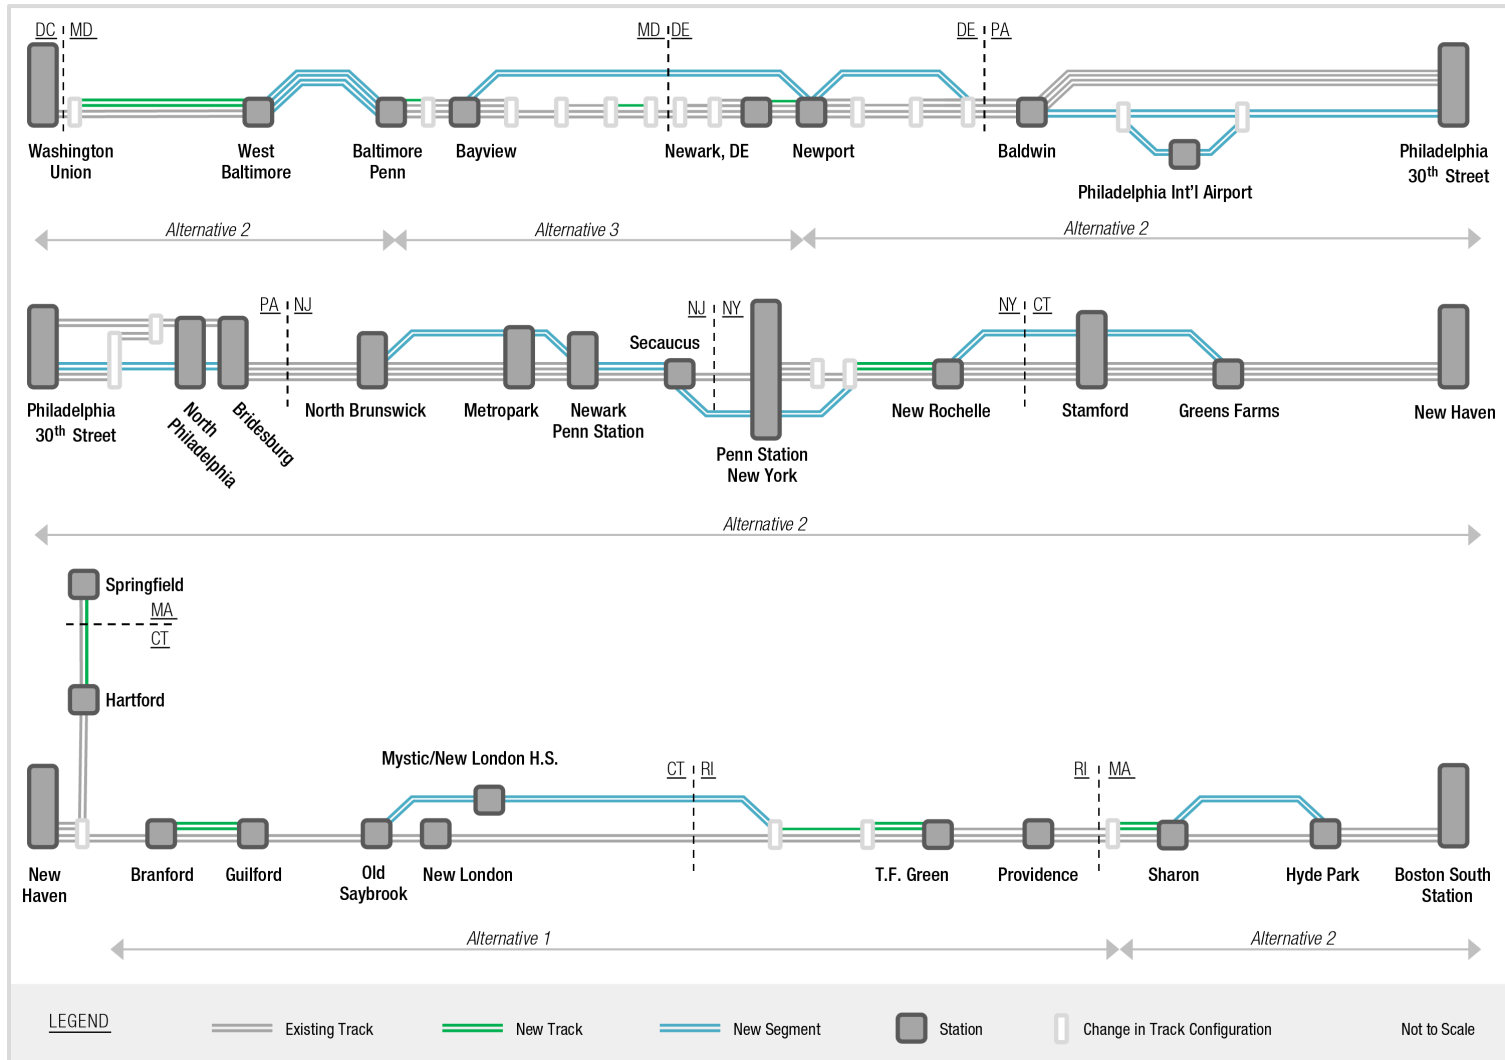 DC MD
MD DE
DE PA
Washington
Union
West
Baltimore
Baltimore
Penn
Bayview
Newark, DE
Newport
Baldwin
Philadelphia Int'l Airport
Philadelphia
30th Street
Alternative 2
Alternative 3
Alternative 2
PA NJ
NJ NY
NY CT
Secaucus
Philadelphia
30th Street
North
Philadelphia
Bridesburg
North Brunswick
Metropark
Newark
Penn Station
Penn Station
New York
New Rochelle
Stamford
Greens Farms
New Haven
Alternative 2
Springfield
MA
CT
Hartford
Mystic/New London H.S.
CT RI
RI MA
New
Haven
Branford
Guilford
Old
Saybrook
New London
T.F. Green
Providence
Sharon
Hyde Park
Boston South
Station
Alternative 1
Alternative 2
LEGEND
Existing Track
New Track
New Segment
Station
Change in Track Configuration
Not to Scale